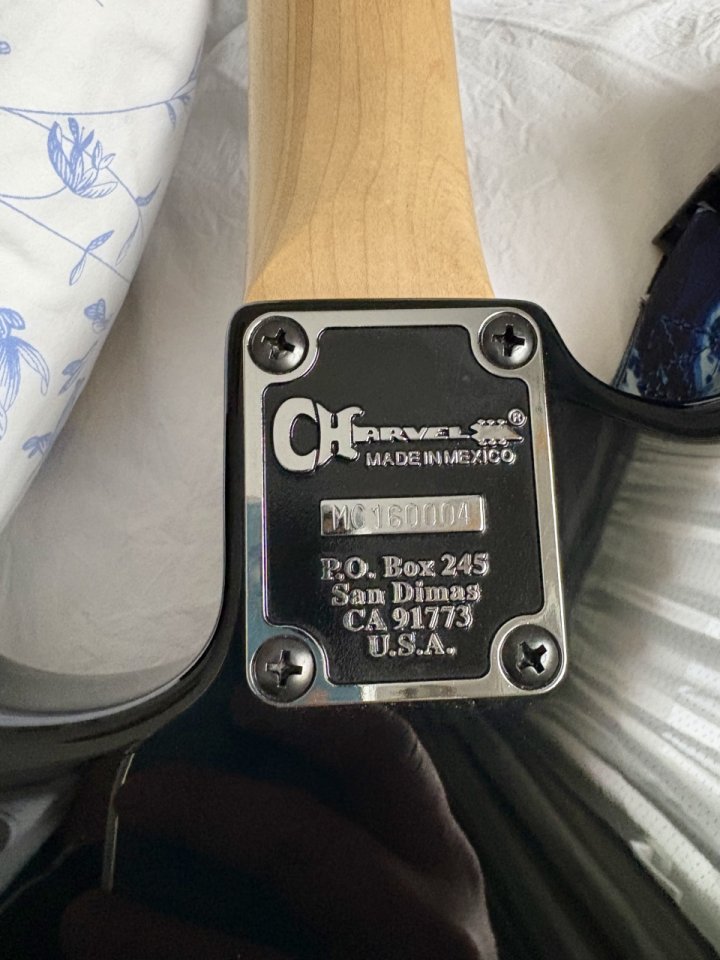 CHARVEL®
MADE IN MEXICO
MC160004
P.O. Box 245
San Dimas
CA 91773
U.S.A.